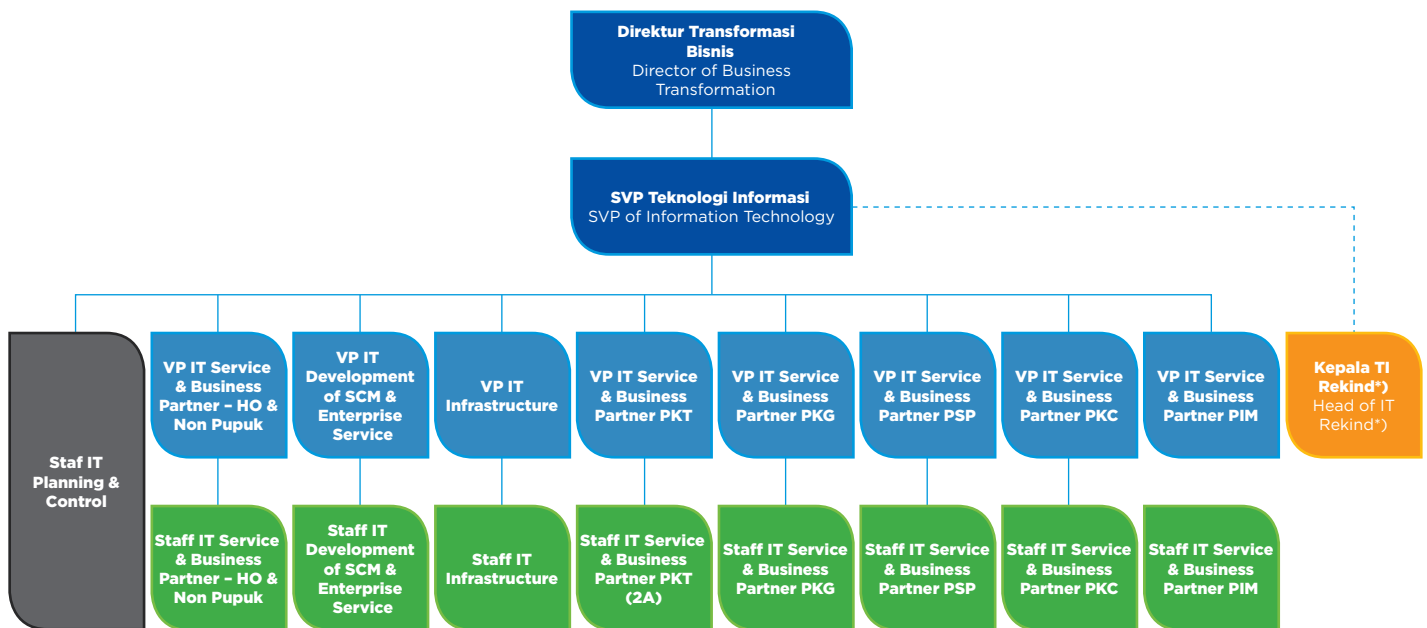 Direktur Transformasi
Bisnis
Director of Business
Transformation
SVP Teknologi Informasi
SVP of Information Technology
Staf IT
Planning &
Control
VP IT Service
& Business
Partner – HO &
Non Pupuk
VP IT
Development
of SCM &
Enterprise
Service
VP IT
Infrastructure
VP IT Service
& Business
Partner PKT
VP IT Service
& Business
Partner PKG
VP IT Service
& Business
Partner PSP
VP IT Service
& Business
Partner PKC
VP IT Service
& Business
Partner PIM
Kepala TI
Rekind*)
Head of IT
Rekind*)
Staff IT Service
& Business
Partner – HO &
Non Pupuk
Staff IT
Development
of SCM &
Enterprise
Service
Staff IT
Infrastructure
Staff IT Service
& Business
Partner PKT
(2A)
Staff IT Service
& Business
Partner PKG
Staff IT Service
& Business
Partner PSP
Staff IT Service
& Business
Partner PKC
Staff IT Service
& Business
Partner PIM